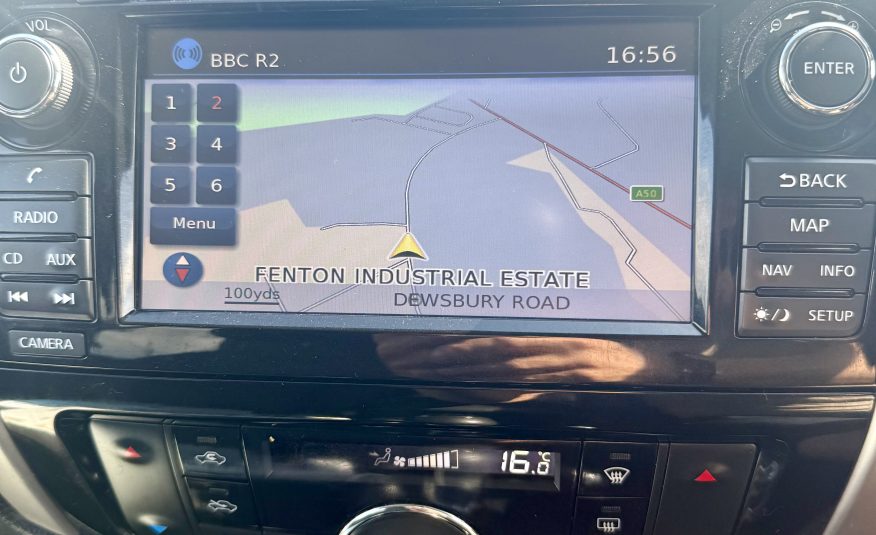 VOL
BBC R2
16:56
ENTER
1 2
3 4
5 6
Menu
A50
FENTON INDUSTRIAL ESTATE
100yds
DEWSBURY ROAD
RADIO
CD AUX
CAMERA
BACK
MAP
NAV INFO
SETUP
16.0°C